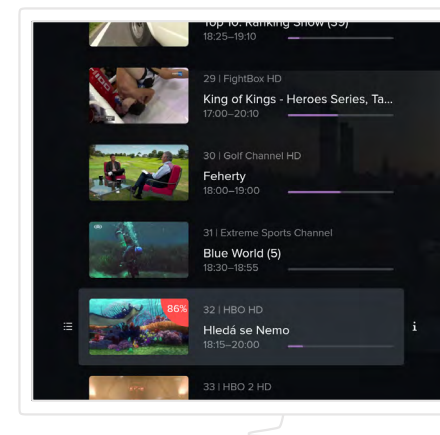 Top 10: Ranking Show (39)
18:25–19:10
29 | FightBox HD
King of Kings - Heroes Series, Ta...
17:00–20:10
30 | Golf Channel HD
Feherty
18:00–19:00
31 | Extreme Sports Channel
Blue World (5)
18:30–18:55
86%
32 | HBO HD
Hledá se Nemo
18:15–20:00
i
33 | HBO 2 HD